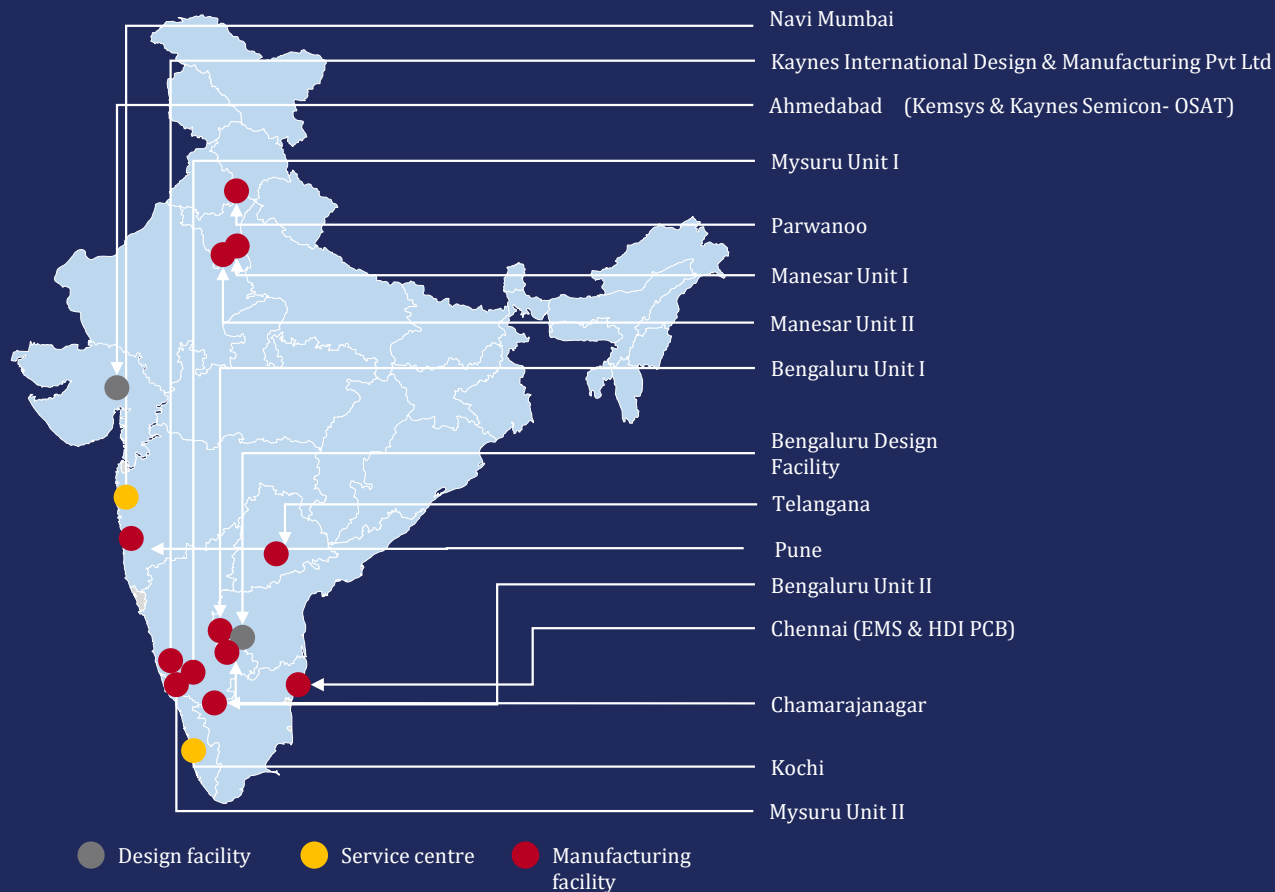 Navi Mumbai
Kaynes International Design & Manufacturing Pvt Ltd
Ahmedabad (Kemsys & Kaynes Semicon- OSAT)
Mysuru Unit I
Parwanoo
Manesar Unit I
Manesar Unit II
Bengaluru Unit I
Bengaluru Design
Facility
Telangana
Pune
Bengaluru Unit II
Chennai (EMS & HDI PCB)
Chamarajanagar
Kochi
Mysuru Unit II
Design facility
Service centre
Manufacturing
facility